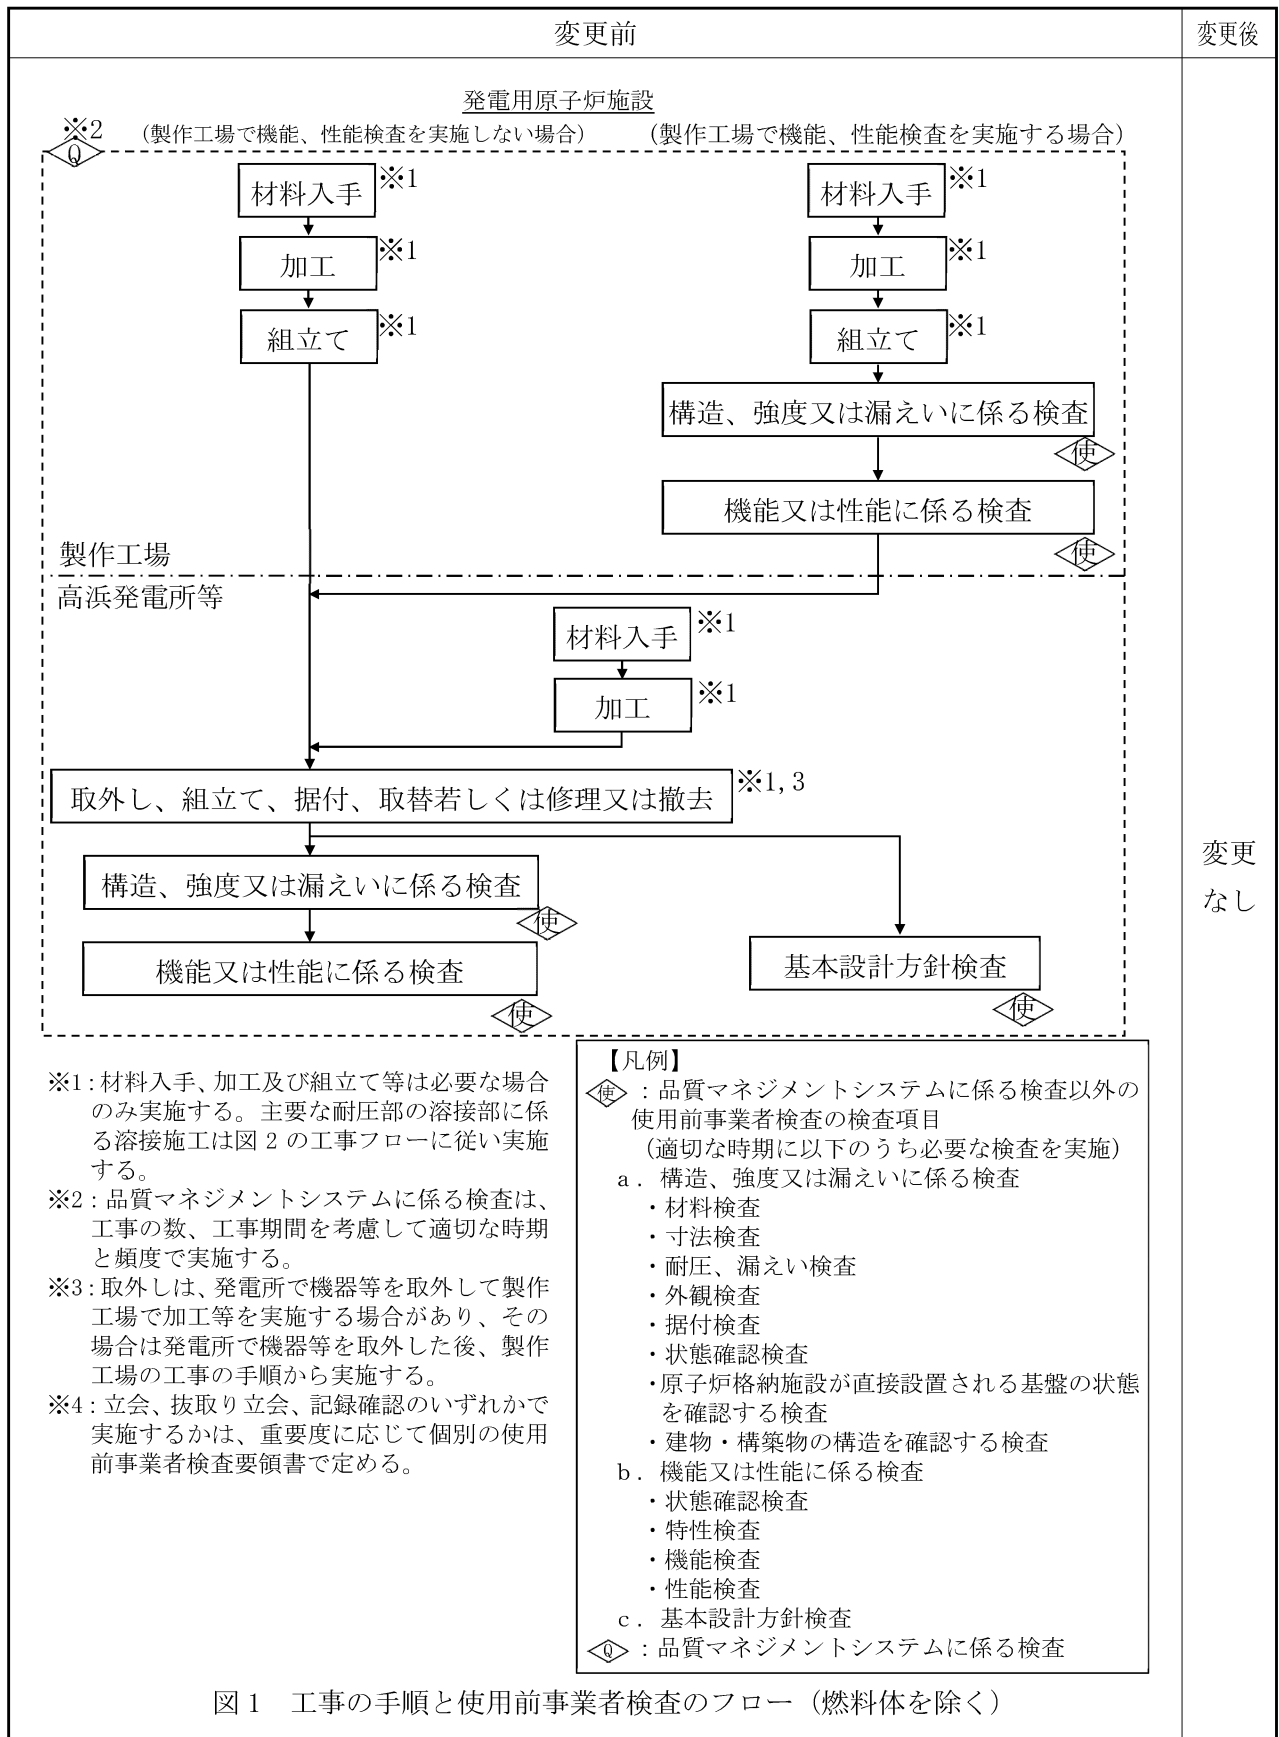 変更前
変更後
発電用原子炉施設
※2
(製作工場で機能、性能検査を実施しない場合)
(製作工場で機能、性能検査を実施する場合)
Q
材料入手
※1
加工
※1
組立て
※1
材料入手
※1
加工
※1
組立て
※1
構造、強度又は漏えいに係る検査
使
機能又は性能に係る検査
使
製作工場
高浜発電所等
材料入手
※1
加工
※1
取外し、組立て、据付、取替若しくは修理又は撤去
※1,3
構造、強度又は漏えいに係る検査
使
機能又は性能に係る検査
使
基本設計方針検査
使
変更
なし
※1:材料入手、加工及び組立て等は必要な場合
のみ実施する。主要な耐圧部の溶接部に係
る溶接施工は図2の工事フローに従い実施
する。
※2:品質マネジメントシステムに係る検査は、
工事の数、工事期間を考慮して適切な時期
と頻度で実施する。
※3:取外しは、発電所で機器等を取外して製作
工場で加工等を実施する場合があり、その
場合は発電所で機器等を取外した後、製作
工場の工事の手順から実施する。
※4:立会、抜取り立会、記録確認のいずれかで
実施するかは、重要度に応じて個別の使用
前事業者検査要領書で定める。
【凡例】
使:品質マネジメントシステムに係る検査以外の
使用前事業者検査の検査項目
(適切な時期に以下のうち必要な検査を実施)
a. 構造、強度又は漏えいに係る検査
・材料検査
・寸法検査
・耐圧、漏えい検査
・外観検査
・据付検査
・状態確認検査
・原子炉格納施設が直接設置される基盤の状態
を確認する検査
・建物・構築物の構造を確認する検査
b. 機能又は性能に係る検査
・状態確認検査
・特性検査
・機能検査
・性能検査
c. 基本設計方針検査
Q:品質マネジメントシステムに係る検査
図1 工事の手順と使用前事業者検査のフロー(燃料体を除く)